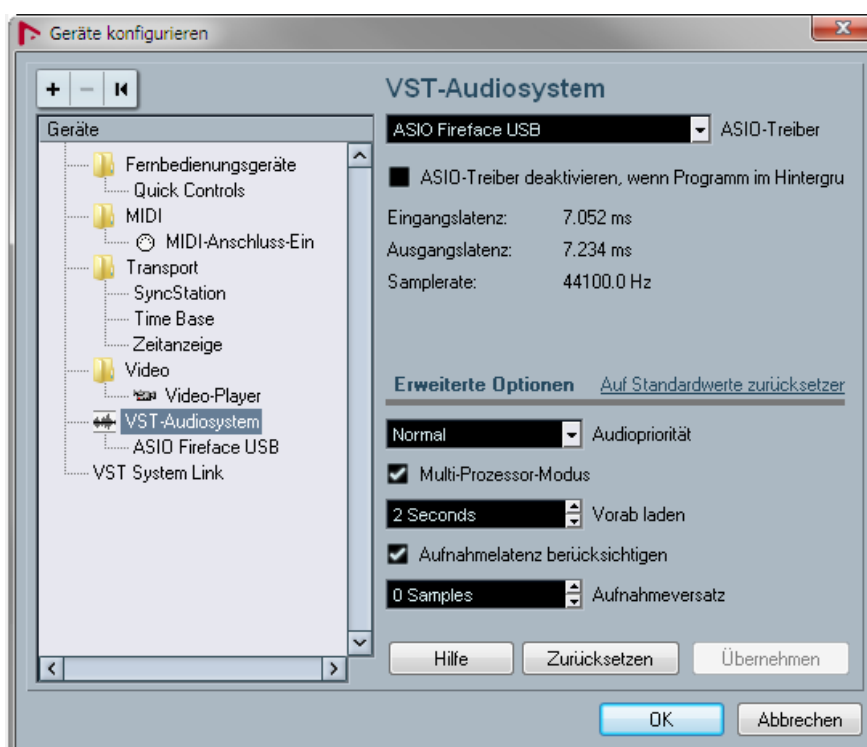 Geräte konfigurieren
Geräte
Fernbedienungsgeräte
Quick Controls
MIDI
MIDI-Anschluss-Ein
Transport
SyncStation
Time Base
Zeitanzeige
Video
Video-Player
VST-Audiosystem
ASIO Fireface USB
VST System Link
VST-Audiosystem
ASIO Fireface USB ASIO-Treiber
ASIO-Treiber deaktivieren, wenn Programm im Hintergru
Eingangslatenz: 7.052 ms
Ausgangslatenz: 7.234 ms
Samplerate: 44100.0 Hz
Erweiterte Optionen Auf Standardwerte zurücksetzer
Normal Audiopriorität
Multi-Prozessor-Modus
2 Seconds Vorab laden
Aufnahmelatenz berücksichtigen
0 Samples Aufnahmeversatz
Hilfe Zurücksetzen Übernehmen
OK Abbrechen